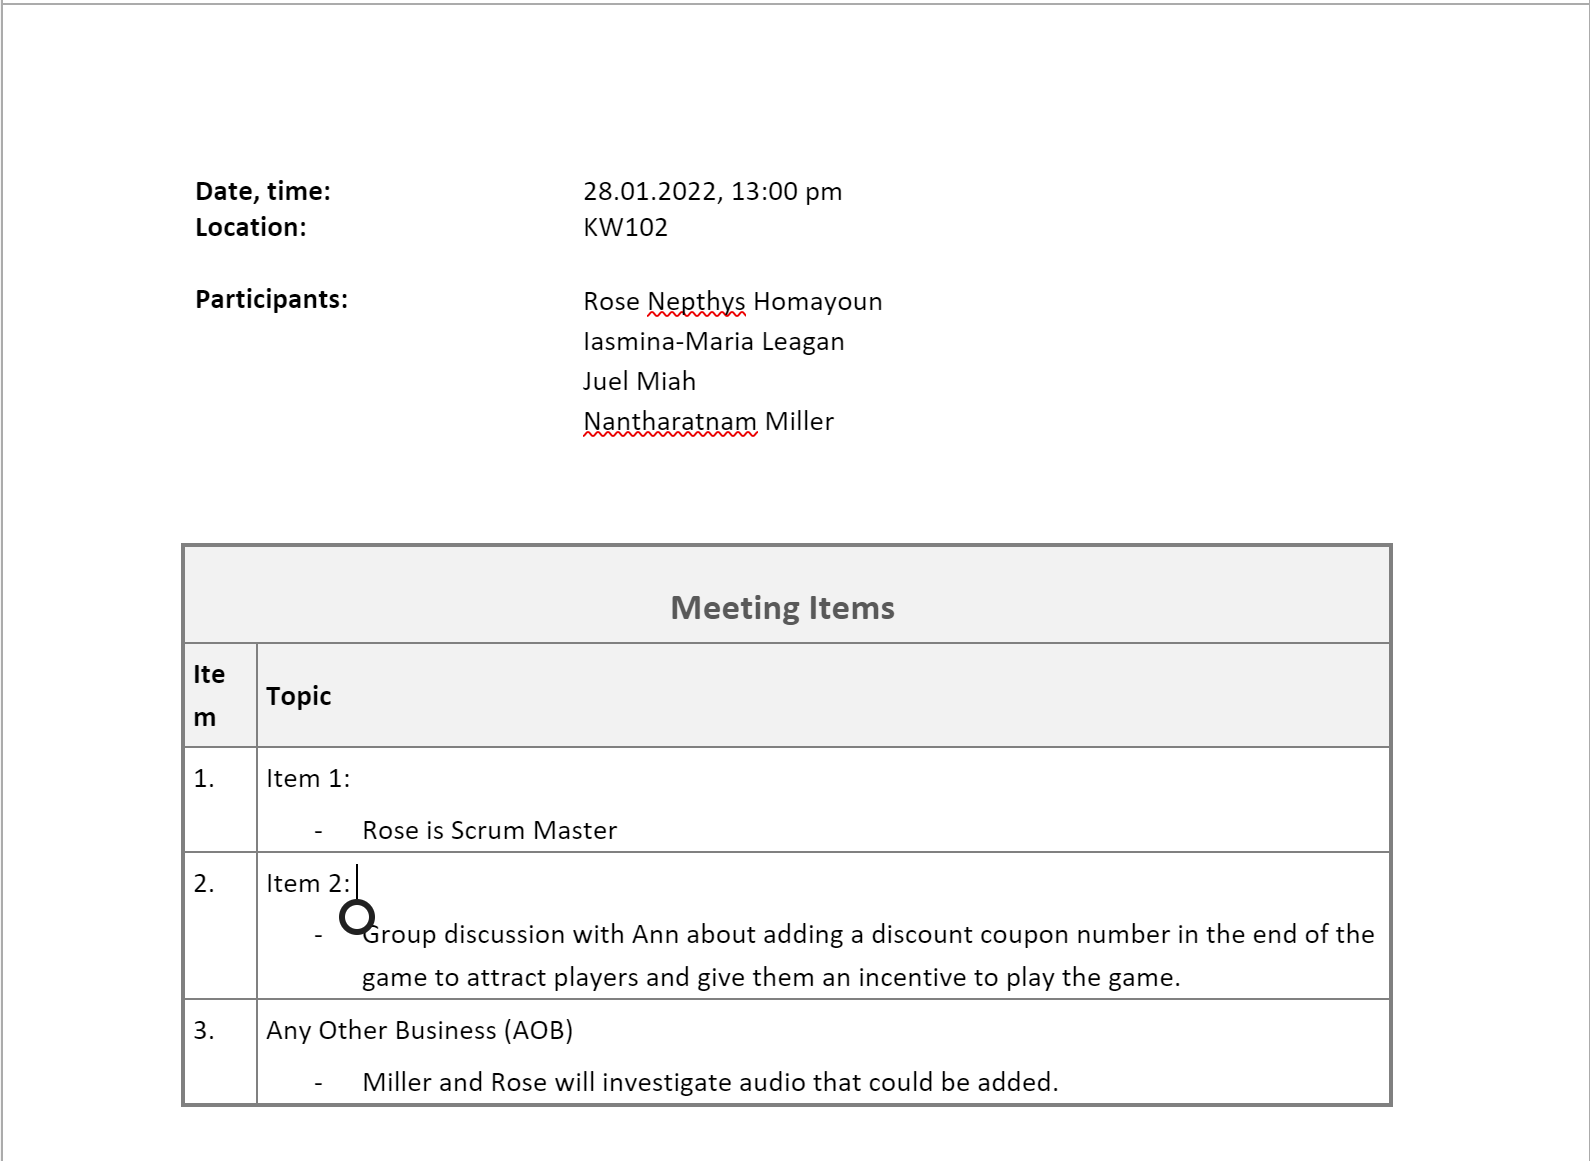 Date, time: 28.01.2022, 13:00 pm
Location: KW102
Participants: Rose Nepthys Homayoun
Iasmina-Maria Leagan
Juel Miah
Nantharatnam Miller
Meeting Items
Ite
m
Topic
1. Item 1:
- Rose is Scrum Master
2. Item 2:
- Group discussion with Ann about adding a discount coupon number in the end of the
game to attract players and give them an incentive to play the game.
3. Any Other Business (AOB)
- Miller and Rose will investigate audio that could be added.